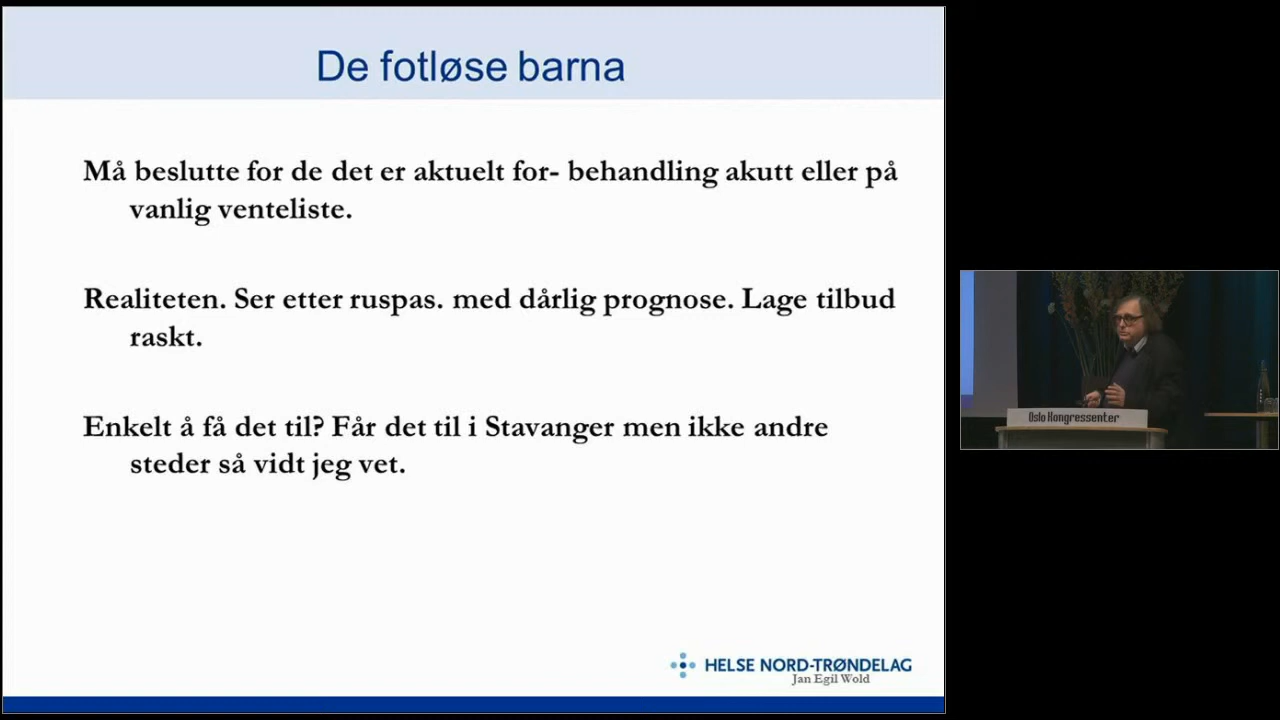 De fotløse barna
Må beslutte for de det er aktuelt for- behandling akutt eller på
vanlig venteliste.
Realiteten. Ser etter ruspas. med dårlig prognose. Lage tilbud
raskt.
Enkelt å få det til? Får det til i Stavanger men ikke andre
steder så vidt jeg vet.
HELSE NORD-TRØNDELAG
Jan Egil Wold
Oslo Kongressenter